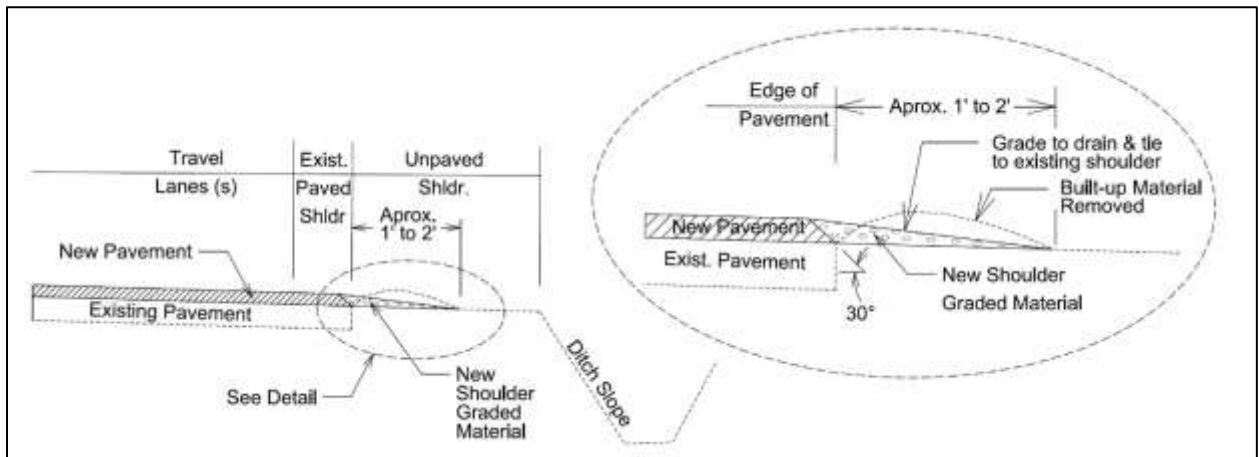 Travel
Lanes (s)
Exist.
Paved
Shldr
Unpaved
Shldr.
Aprox.
1' to 2'
New Pavement
Existing Pavement
See Detail
New
Shoulder
Graded
Material
Ditch Slope
Edge of
Pavement
Aprox. 1' to 2'
Grade to drain & tie
to existing shoulder
Built-up Material
Removed
New Pavement
Exist. Pavement
New Shoulder
Graded Material
30°